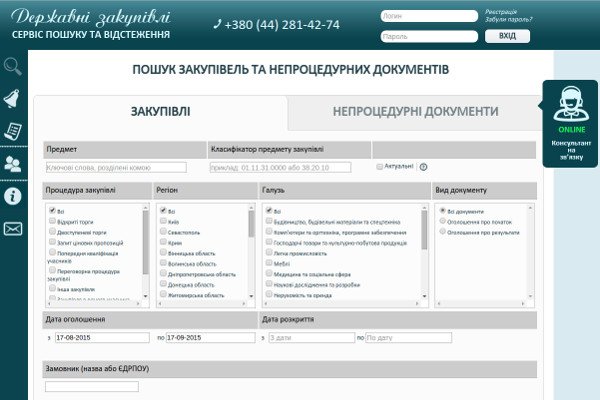 Державні закупівлі
СЕРВІС ПОШУКУ ТА ВІДСТЕЖЕННЯ
+380 (44) 281-42-74
Логін
Пароль
Реєстрація
Забули пароль?
ВХІД
ПОШУК ЗАКУПІВЕЛЬ ТА НЕПРОЦЕДУРНИХ ДОКУМЕНТІВ
ЗАКУПІВЛІ
НЕПРОЦЕДУРНІ ДОКУМЕНТИ
ONLINE
Консультант
на
зв'язку
Предмет
Класифікатор предмету закупівлі
Ключові слова, розділені комою
приклад: 01.11.31.0000 або 38.20.10
Актуальні
Процедура закупівлі
Всі
Відкриті торги
Двоступеневі торги
Запит цінових пропозицій
Попередня кваліфікація
учасників
Переговорна процедура
закупівлі
Інша закупівля
Регіон
Всі
Київ
Севастополь
Крим
Вінницька область
Волинська область
Дніпропетровська область
Донецька область
Житомирська область
Галузь
Всі
Будівництво, будівельні матеріали та спецтехніка
Комп'ютери та оргтехніка, програмне забезпечення
Господарчі товари та культурно-побутова продукція
Легка промисловість
Меблі
Медицина та соціальна сфера
Наукові дослідження та розробки
Нерухомість та оренда
Вид документу
Всі документи
Оголошення про початок
Оголошення про результати
Дата оголошення
Дата розкриття
з 17-08-2015 по 17-09-2015
з З дати по По дату
Замовник (назва або ЄДРПОУ)